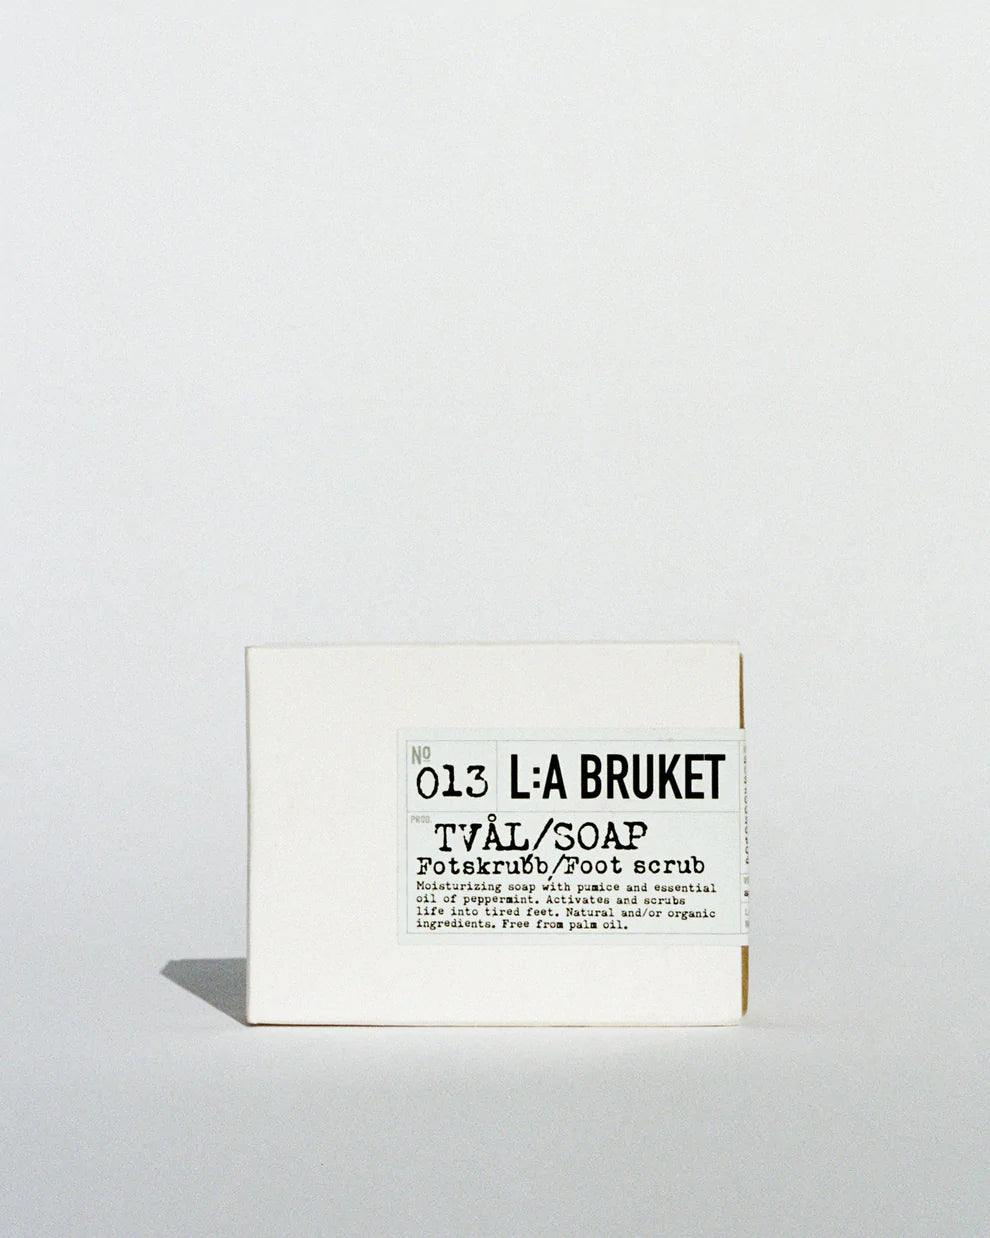 No
013 L:A BRUKET
PROD.
TVÅL/SOAP
Fotskrubb/Foot scrub
Moisturizing soap with pumice and essential
oil of peppermint. Activates and scrubs
life into tired feet. Natural and/or organic
ingredients. Free from palm oil.